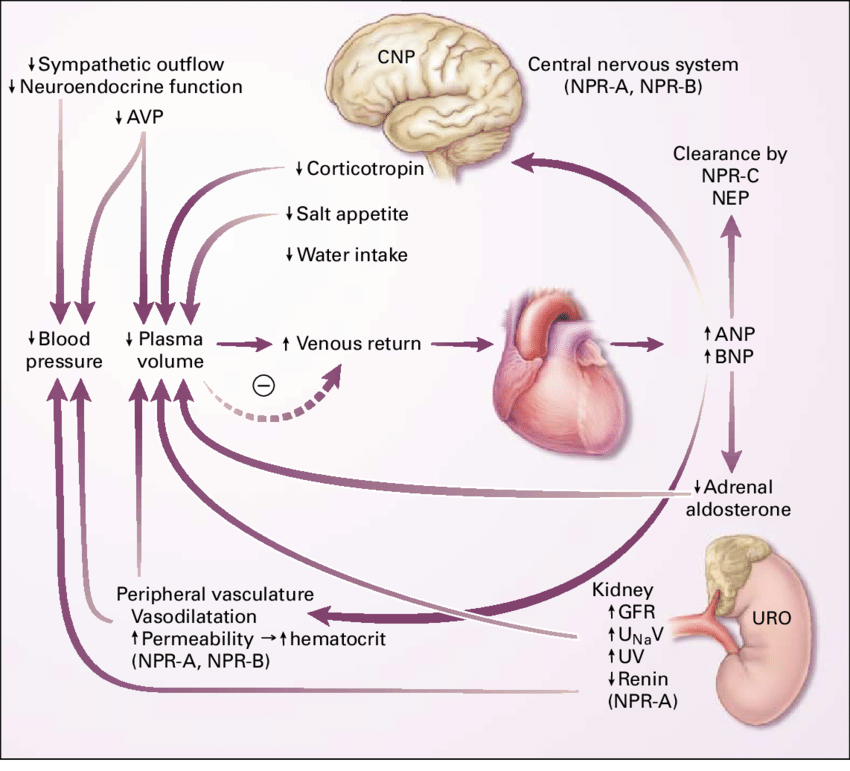 ↓Sympathetic outflow
↓Neuroendocrine function
↓AVP
CNP
Central nervous system
(NPR-A, NPR-B)
↓Corticotropin
↓Salt appetite
↓Water intake
Clearance by
NPR-C
NEP
↓Blood
pressure
↓Plasma
volume
↑ Venous return
↑ANP
↑BNP
−
↓Adrenal
aldosterone
Peripheral vasculature
Vasodilatation
↑Permeability →↑hematocrit
(NPR-A, NPR-B)
Kidney
↑GFR
↑UNaV
↑UV
↓Renin
(NPR-A)
URO